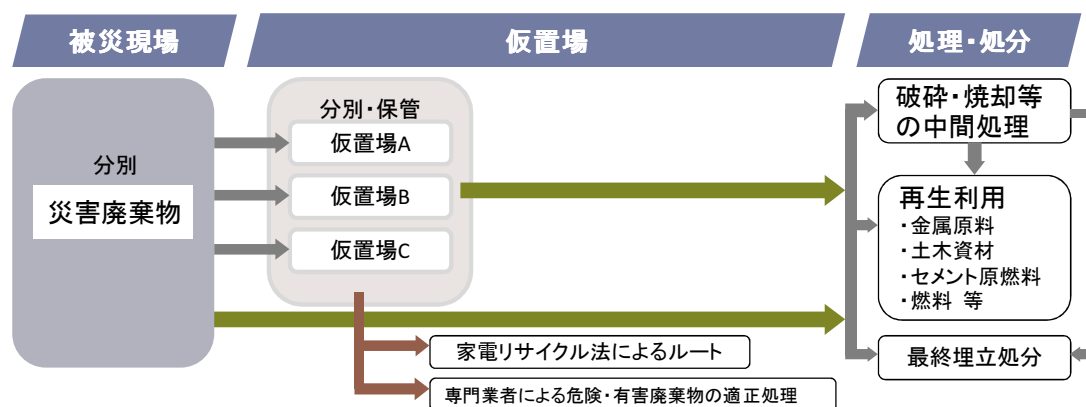 被災現場
仮置場
処理・処分
分別
災害廃棄物
分別・保管
仮置場A
仮置場B
仮置場C
家電リサイクル法によるルート
専門業者による危険・有害廃棄物の適正処理
破砕・焼却等
の中間処理
再生利用
・金属原料
・土木資材
・セメント原燃料
・燃料 等
最終埋立処分